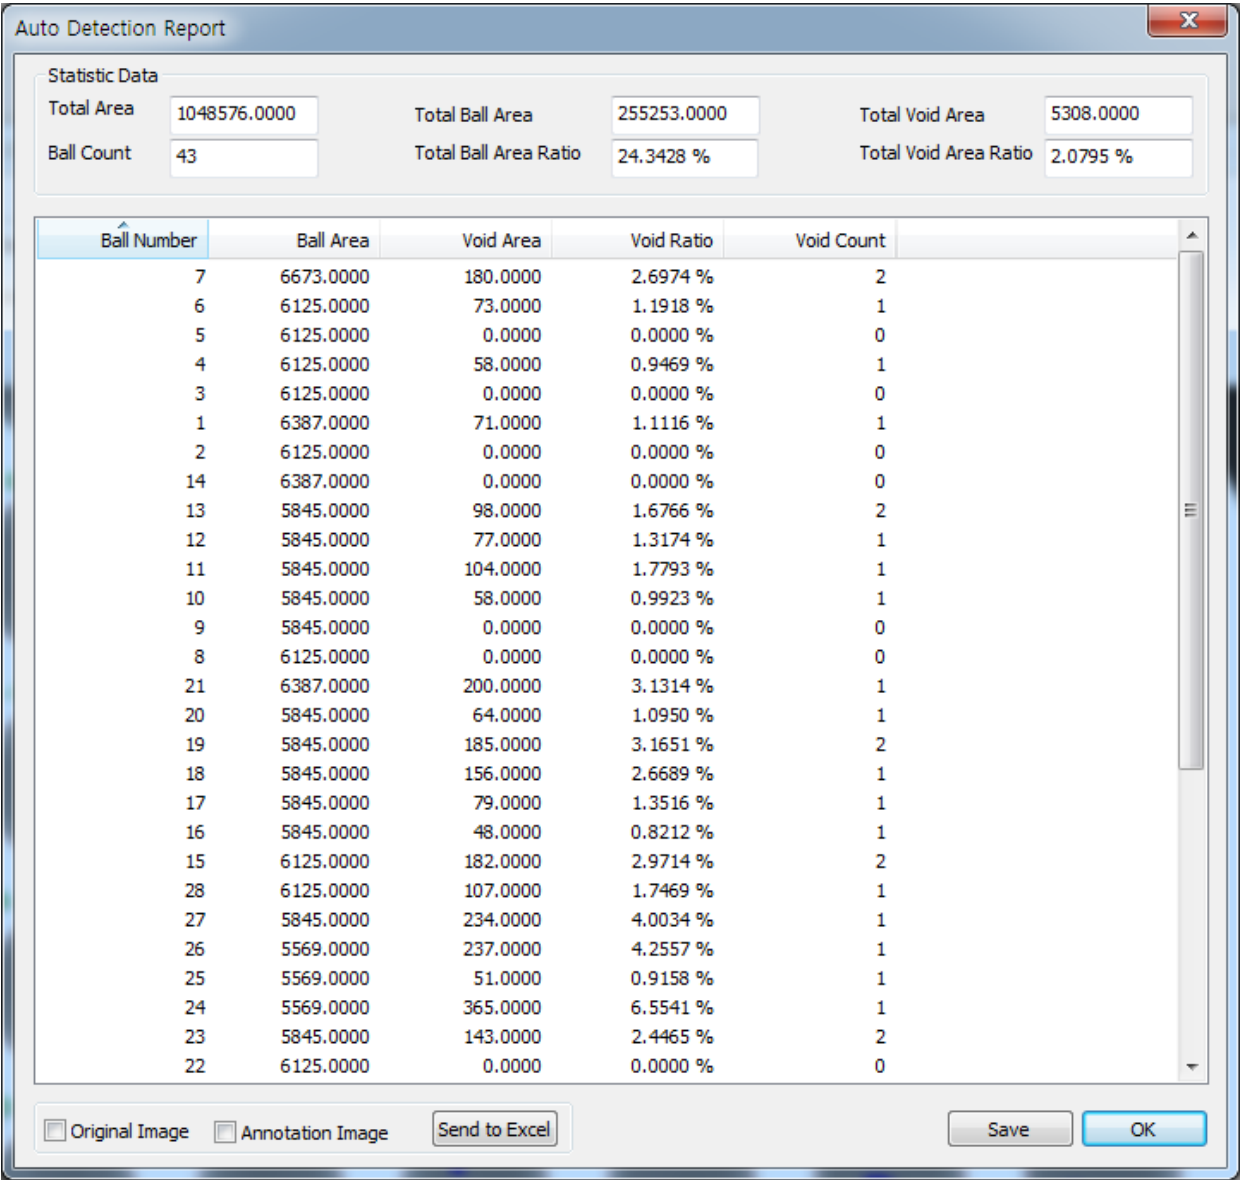 Auto Detection Report
Statistic Data
Total Area 1048576.0000 Total Ball Area 255253.0000 Total Void Area 5308.0000
Ball Count 43 Total Ball Area Ratio 24.3428 % Total Void Area Ratio 2.0795 %
Ball Number Ball Area Void Area Void Ratio Void Count
7 6673.0000 180.0000 2.6974 % 2
6 6125.0000 73.0000 1.1918 % 1
5 6125.0000 0.0000 0.0000 % 0
4 6125.0000 58.0000 0.9469 % 1
3 6125.0000 0.0000 0.0000 % 0
1 6387.0000 71.0000 1.1116 % 1
2 6125.0000 0.0000 0.0000 % 0
14 6387.0000 0.0000 0.0000 % 0
13 5845.0000 98.0000 1.6766 % 2
12 5845.0000 77.0000 1.3174 % 1
11 5845.0000 104.0000 1.7793 % 1
10 5845.0000 58.0000 0.9923 % 1
9 5845.0000 0.0000 0.0000 % 0
8 6125.0000 0.0000 0.0000 % 0
21 6387.0000 200.0000 3.1314 % 1
20 5845.0000 64.0000 1.0950 % 1
19 5845.0000 185.0000 3.1651 % 2
18 5845.0000 156.0000 2.6689 % 1
17 5845.0000 79.0000 1.3516 % 1
16 5845.0000 48.0000 0.8212 % 1
15 6125.0000 182.0000 2.9714 % 2
28 6125.0000 107.0000 1.7469 % 1
27 5845.0000 234.0000 4.0034 % 1
26 5569.0000 237.0000 4.2557 % 1
25 5569.0000 51.0000 0.9158 % 1
24 5569.0000 365.0000 6.5541 % 1
23 5845.0000 143.0000 2.4465 % 2
22 6125.0000 0.0000 0.0000 % 0
Original Image Annotation Image Send to Excel Save OK